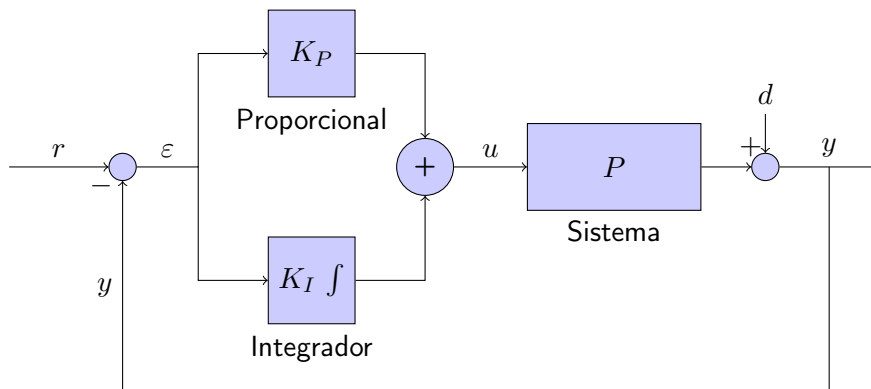 K_P
Proporcional
d
r
ε
+
u
P
+
y
−
Sistema
y
K_I ∫
Integrador